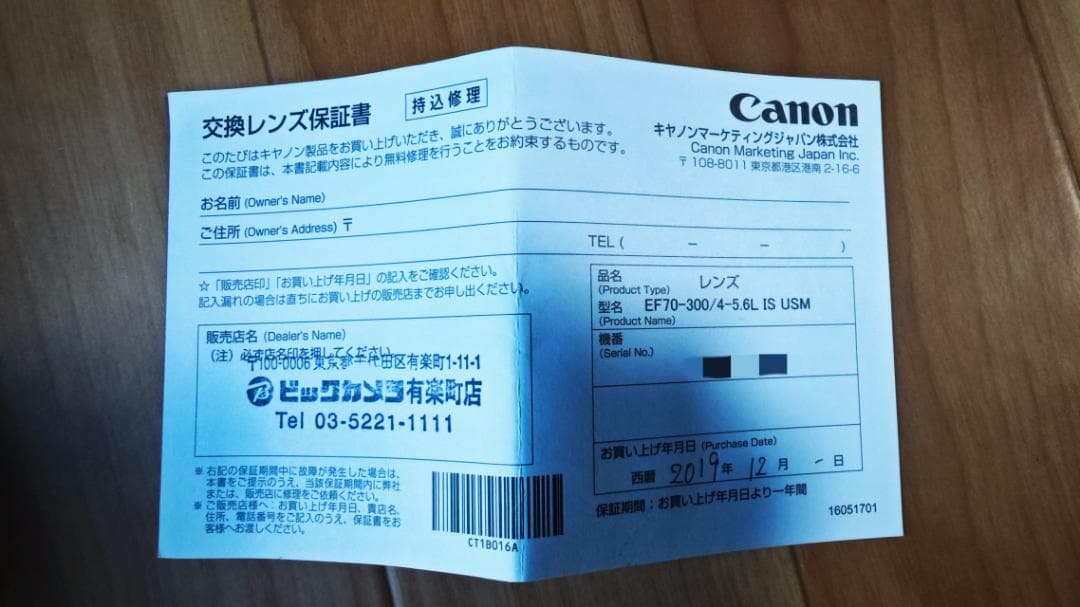 交換レンズ保証書
持込修理
Canon
キヤノンマーケティングジャパン株式会社
Canon Marketing Japan Inc.
〒108-8011 東京都港区港南 2-16-6
このたびはキヤノン製品をお買い上げいただき、誠にありがとうございます。
この保証書は、本書記載内容により無料修理を行うことをお約束するものです。
お名前 (Owner's Name)
ご住所 (Owner's Address) 〒
TEL ( － － )
☆「販売店印」「お買い上げ年月日」の記入をご確認ください。
記入漏れの場合は直ちにお買い上げの販売店までお申し出ください。
販売店名 (Dealer's Name)
(注) 必ず店名印を押してください
〒100-0006 東京都千代田区有楽町1-11-1
ビックカメラ有楽町店
Tel 03-5221-1111
品名 レンズ
(Product Type)
型名 EF70-300/4-5.6L IS USM
(Product Name)
機番
(Serial No.)
お買い上げ年月日 (Purchase Date)
西暦 2019年 12月 -日
保証期間：お買い上げ年月日より一年間
16051701
※ 右記の保証期間中に故障が発生した場合は、
本書をご提示のうえ、当該保証期間内に弊社
または、販売店に修理をご依頼ください。
※ ご販売店様へ：お買い上げ年月日、貴店名、
住所、電話番号をご記入のうえ、保証書をお
客様へお渡しください。
CT1B016A